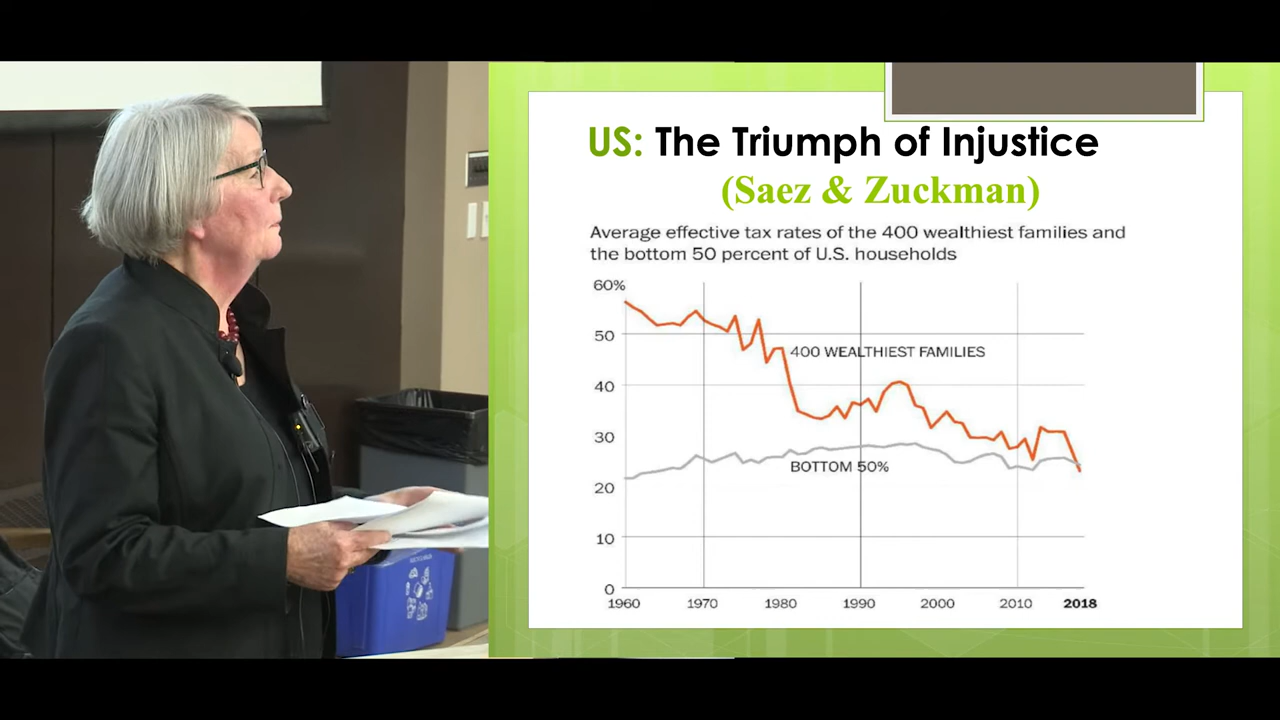 US: The Triumph of Injustice
(Saez & Zuckman)
Average effective tax rates of the 400 wealthiest families and
the bottom 50 percent of U.S. households
60%
50
400 WEALTHIEST FAMILIES
40
30
BOTTOM 50%
20
10
0
1960 1970 1980 1990 2000 2010 2018